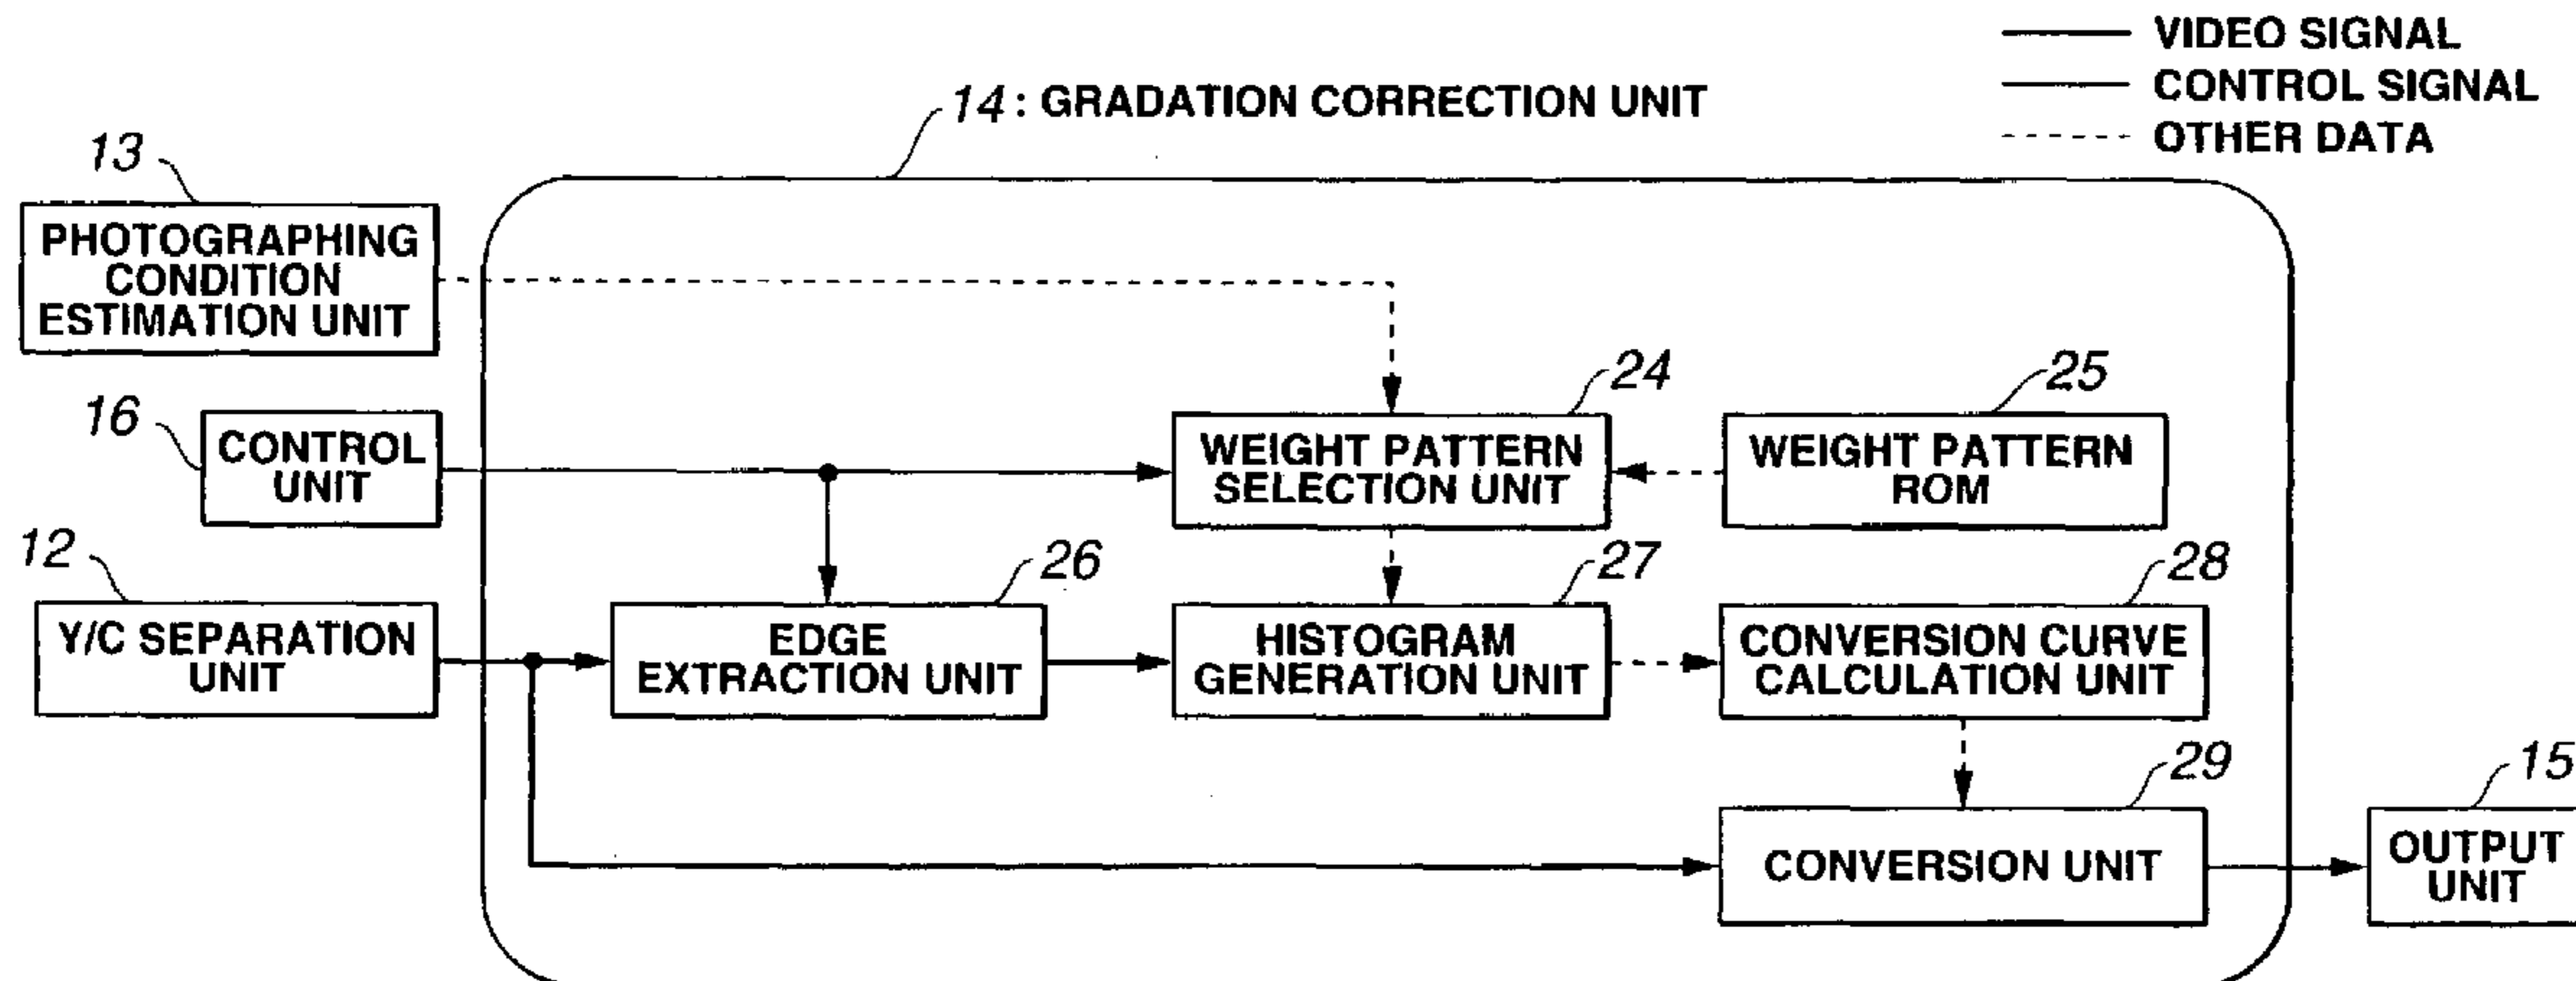 VIDEO SIGNAL
CONTROL SIGNAL
OTHER DATA
14: GRADATION CORRECTION UNIT
13
PHOTOGRAPHING
CONDITION
ESTIMATION UNIT
16
CONTROL
UNIT
24
WEIGHT PATTERN
SELECTION UNIT
25
WEIGHT PATTERN
ROM
12
Y/C SEPARATION
UNIT
26
EDGE
EXTRACTION UNIT
27
HISTOGRAM
GENERATION UNIT
28
CONVERSION CURVE
CALCULATION UNIT
29
CONVERSION UNIT
15
OUTPUT
UNIT